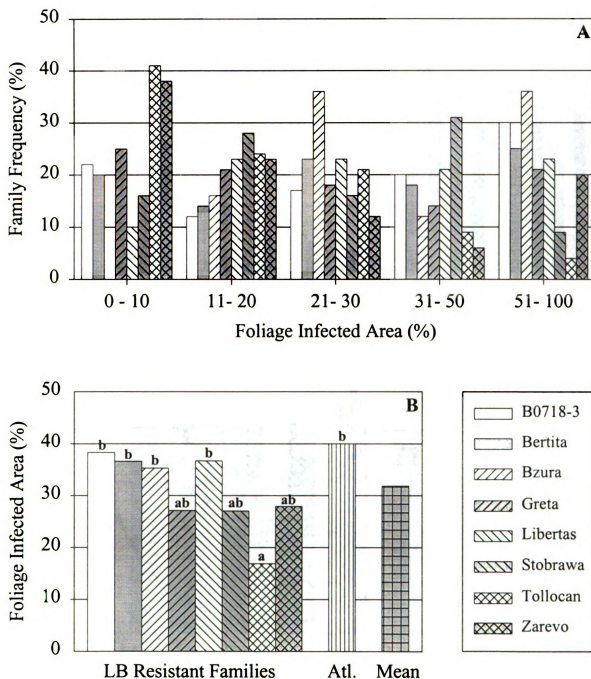 50
40
30
20
10
0
Family Frequency (%)
A
0 - 10 11- 20 21- 30 31- 50 51- 100
Foliage Infected Area (%)
50
40
30
20
10
0
Foliage Infected Area (%)
B
b b b ab b ab a ab b
LB Resistant Families Atl. Mean
B0718-3
Bertita
Bzura
Greta
Libertas
Stobrawa
Tollocan
Zarevo